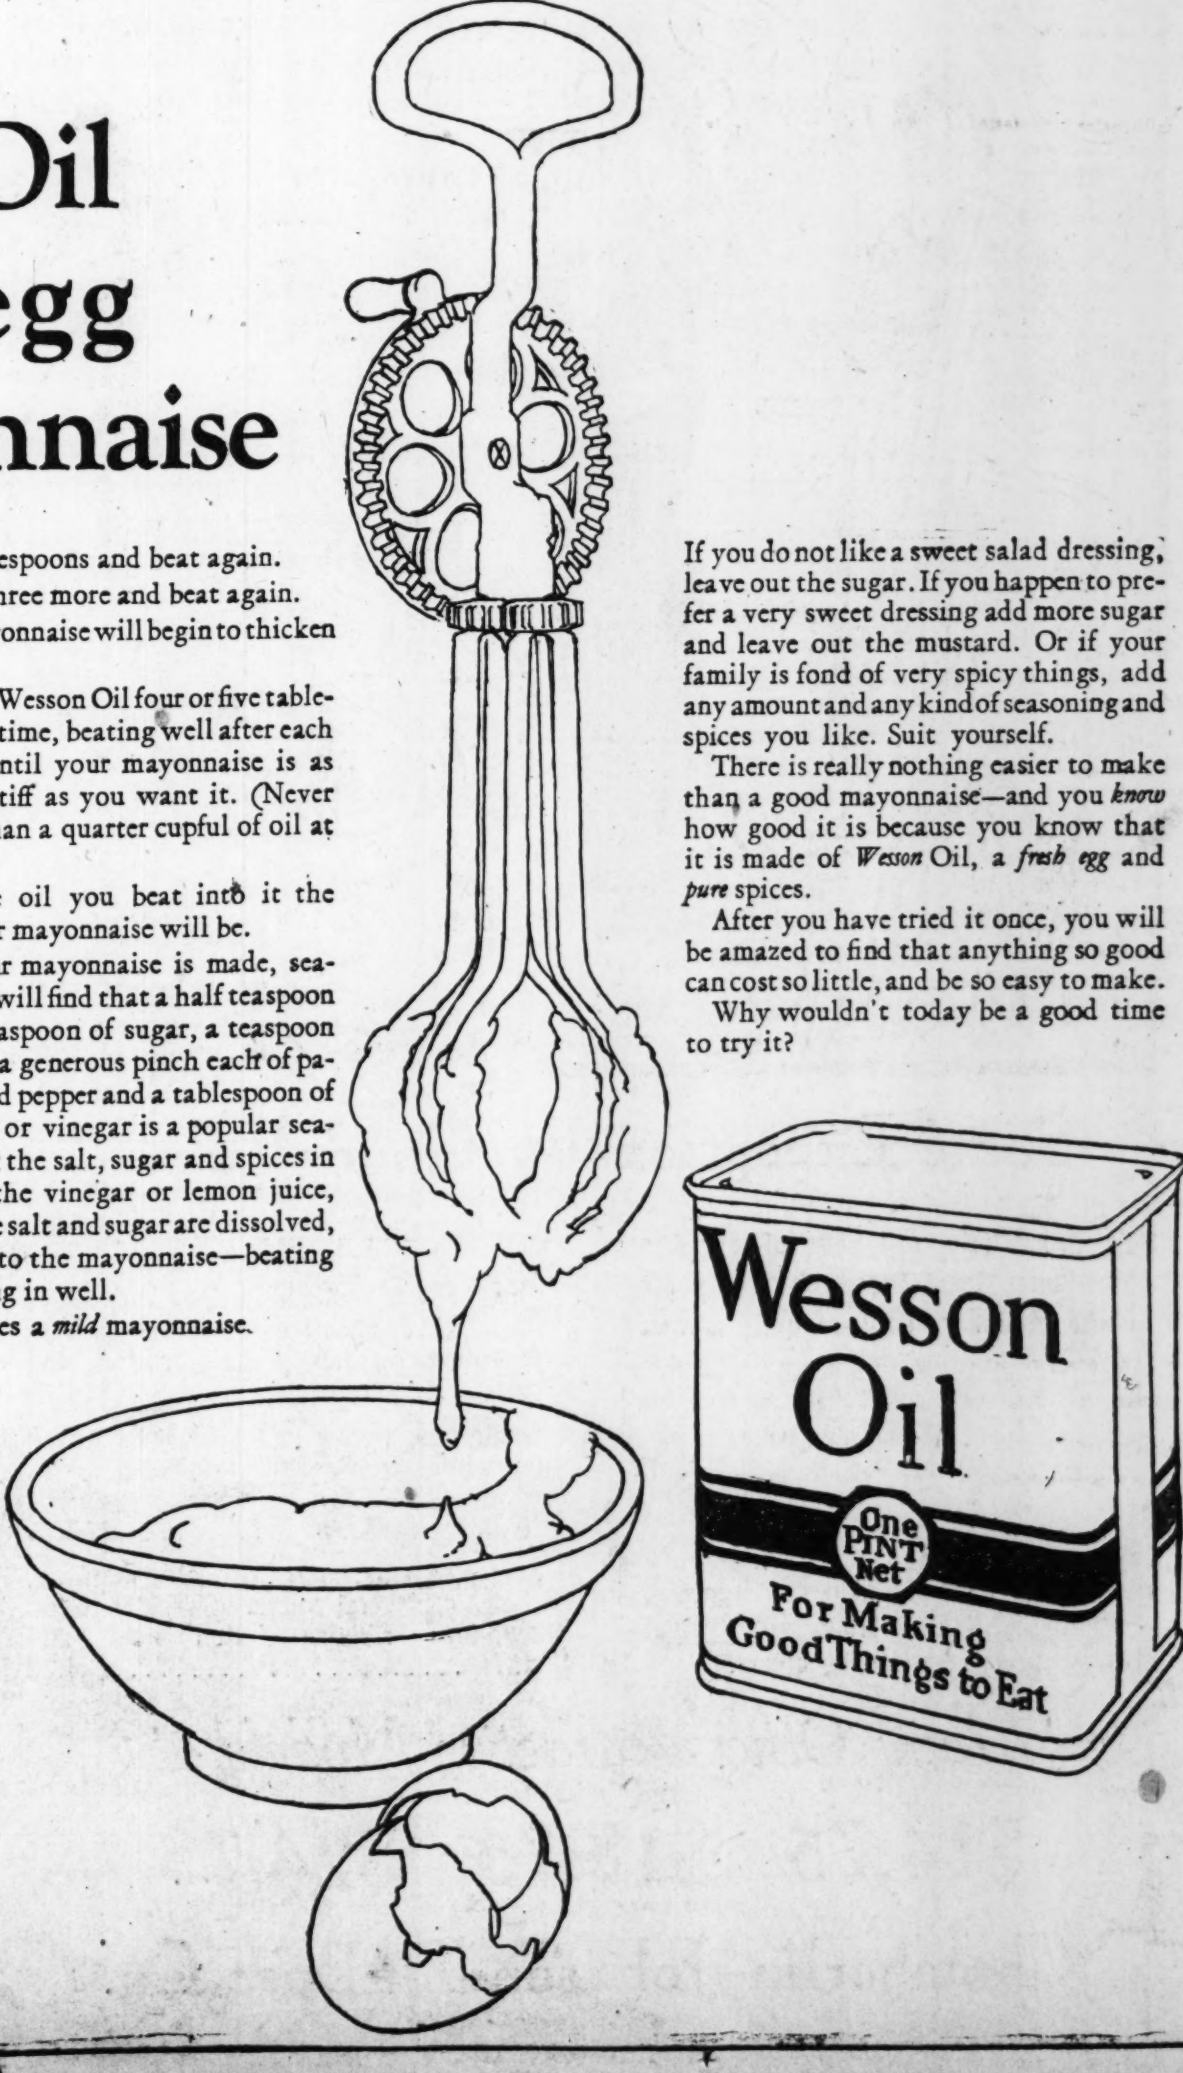 Oil
egg
nnaise
espoons and beat again.
hree more and beat again.
onnaise will begin to thicken
Wesson Oil four or five table-
time, beating well after each
ntil your mayonnaise is as
tiff as you want it. (Never
an a quarter cupful of oil at
oil you beat into it the
r mayonnaise will be.
r mayonnaise is made, sea-
will find that a half teaspoon
aspoon of sugar, a teaspoon
a generous pinch each of pa-
d pepper and a tablespoon of
or vinegar is a popular sea-
the salt, sugar and spices in
the vinegar or lemon juice,
e salt and sugar are dissolved,
to the mayonnaise—beating
g in well.
es a mild mayonnaise.
If you do not like a sweet salad dressing,
leave out the sugar. If you happen to pre-
fer a very sweet dressing add more sugar
and leave out the mustard. Or if your
family is fond of very spicy things, add
any amount and any kind of seasoning and
spices you like. Suit yourself.
There is really nothing easier to make
than a good mayonnaise—and you know
how good it is because you know that
it is made of Wesson Oil, a fresh egg and
pure spices.
After you have tried it once, you will
be amazed to find that anything so good
can cost so little, and be so easy to make.
Why wouldn't today be a good time
to try it?
Wesson
Oil
One
PINT
Net
For Making
Good Things to Eat